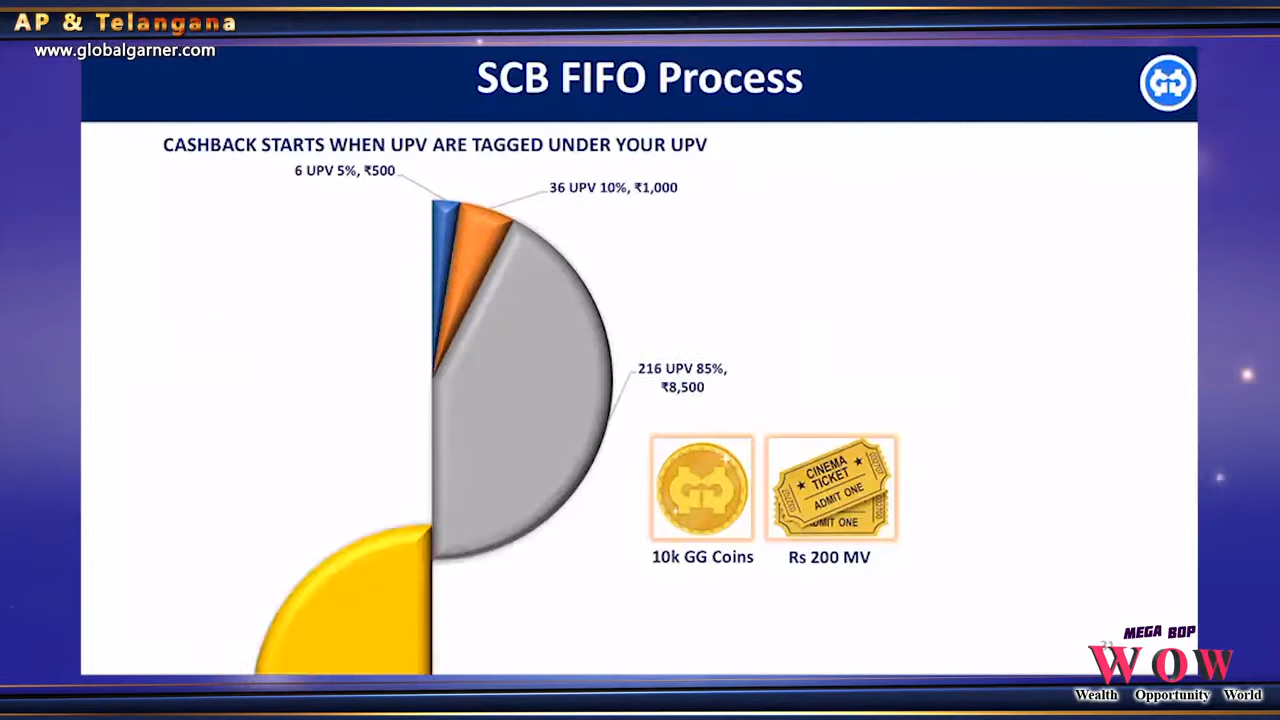 AP & Telangana
www.globalgarner.com
SCB FIFO Process
CASHBACK STARTS WHEN UPV ARE TAGGED UNDER YOUR UPV
6 UPV 5%, ₹500
36 UPV 10%, ₹1,000
216 UPV 85%,
₹8,500
CINEMA
TICKET
ADMIT ONE
ADMIT ONE
10k GG Coins
Rs 200 MV
31
MEGA BOP
WOW
Wealth Opportunity World